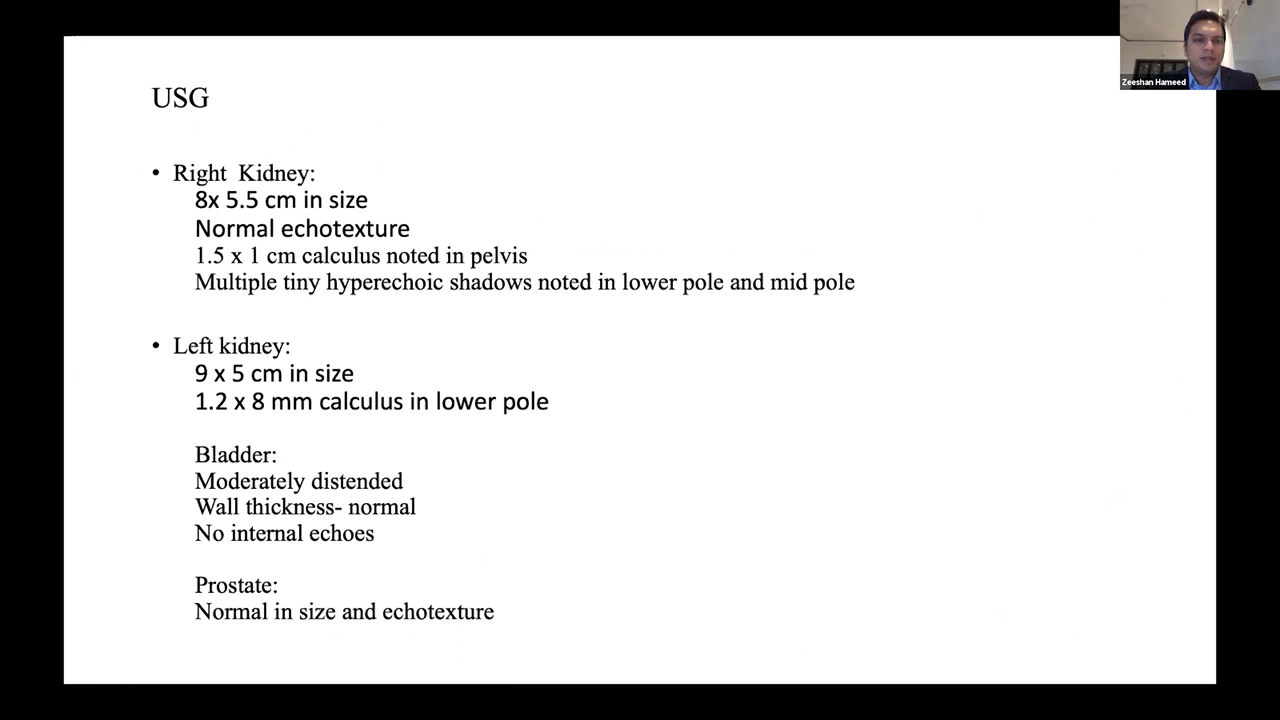 Zeeshan Hameed
USG
• Right Kidney:
8x 5.5 cm in size
Normal echotexture
1.5 x 1 cm calculus noted in pelvis
Multiple tiny hyperechoic shadows noted in lower pole and mid pole
• Left kidney:
9 x 5 cm in size
1.2 x 8 mm calculus in lower pole
Bladder:
Moderately distended
Wall thickness- normal
No internal echoes
Prostate:
Normal in size and echotexture